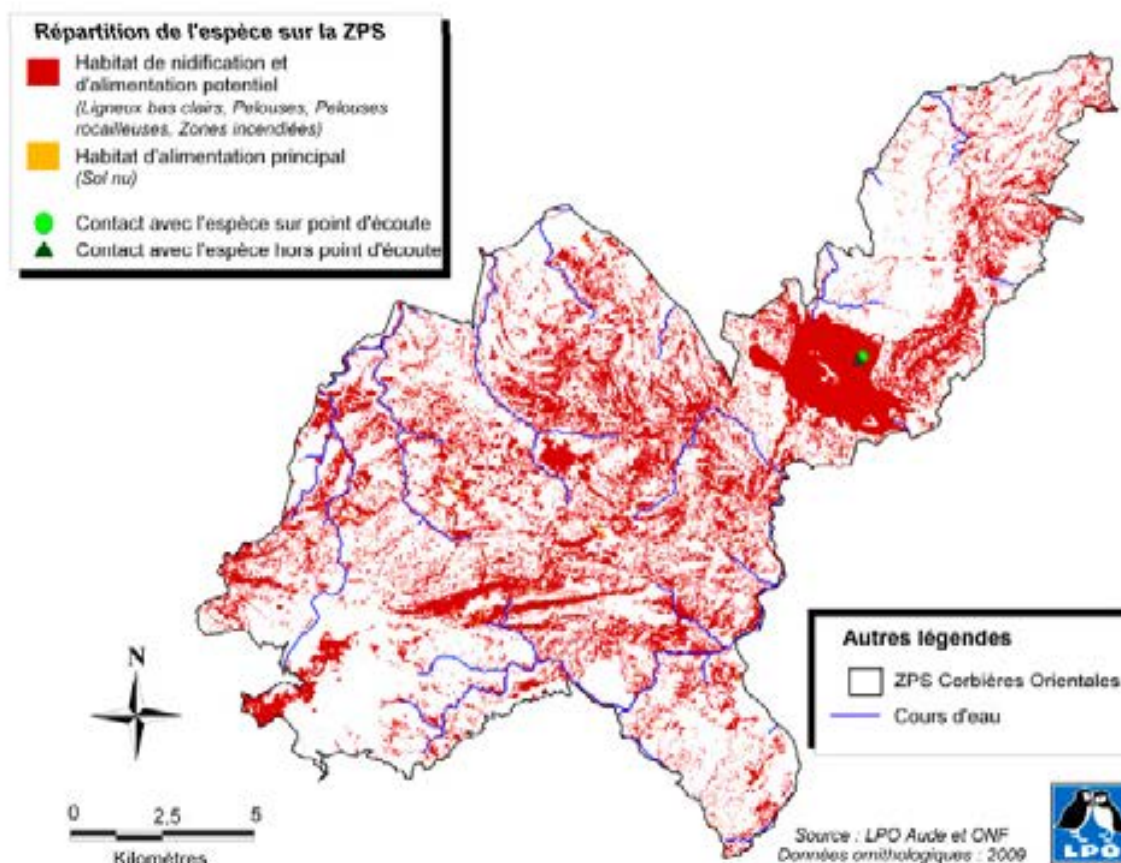 Répartition de l'espèce sur la ZPS
Habitat de nidification et
d'alimentation potentiel
(Ligneux bas clairs, Pelouses, Pelouses
rocailleuses, Zones incendiées)
Habitat d'alimentation principal
(Sol nu)
Contact avec l'espèce sur point d'écoute
Contact avec l'espèce hors point d'écoute
N
0 2.5 5
Kilomètres
Autres légendes
ZPS Corbières Orientales
Cours d'eau
Source : LPO Aude et ONF
Données ornithologiques : 2009
LPO